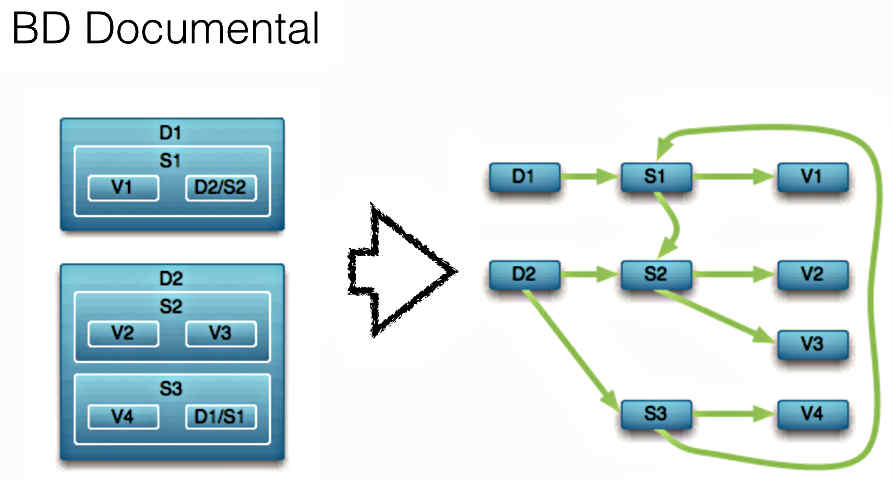 BD Documental
D1
S1
V1 D2/S2
D2
S2
V2 V3
S3
V4 D1/S1
D1 S1 V1
D2 S2 V2
V3
S3 V4